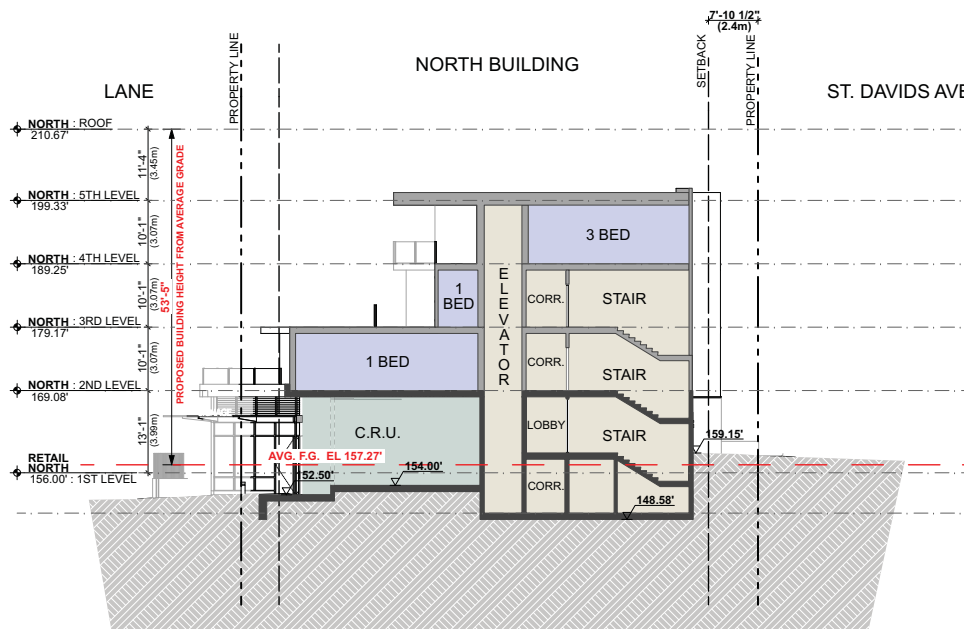 7'-10 1/2"
(2.4m)
PROPERTY LINE
NORTH BUILDING
SETBACK
PROPERTY LINE
LANE
ST. DAVIDS AVE
NORTH : ROOF
210.67'
11'-4"
(3.45m)
NORTH : 5TH LEVEL
199.33'
10'-1"
(3.07m)
NORTH : 4TH LEVEL
189.25'
10'-1"
(3.07m)
NORTH : 3RD LEVEL
179.17'
10'-1"
(3.07m)
NORTH : 2ND LEVEL
169.08'
13'-1"
(3.99m)
RETAIL
NORTH
156.00' : 1ST LEVEL
53'-5"
PROPOSED BUILDING HEIGHT FROM AVERAGE GRADE
3 BED
ELEVATOR
1
BED
CORR.
STAIR
1 BED
CORR.
STAIR
C.R.U.
LOBBY
STAIR
159.15'
AVG. F.G. EL 157.27'
152.50'
154.00'
CORR.
148.58'